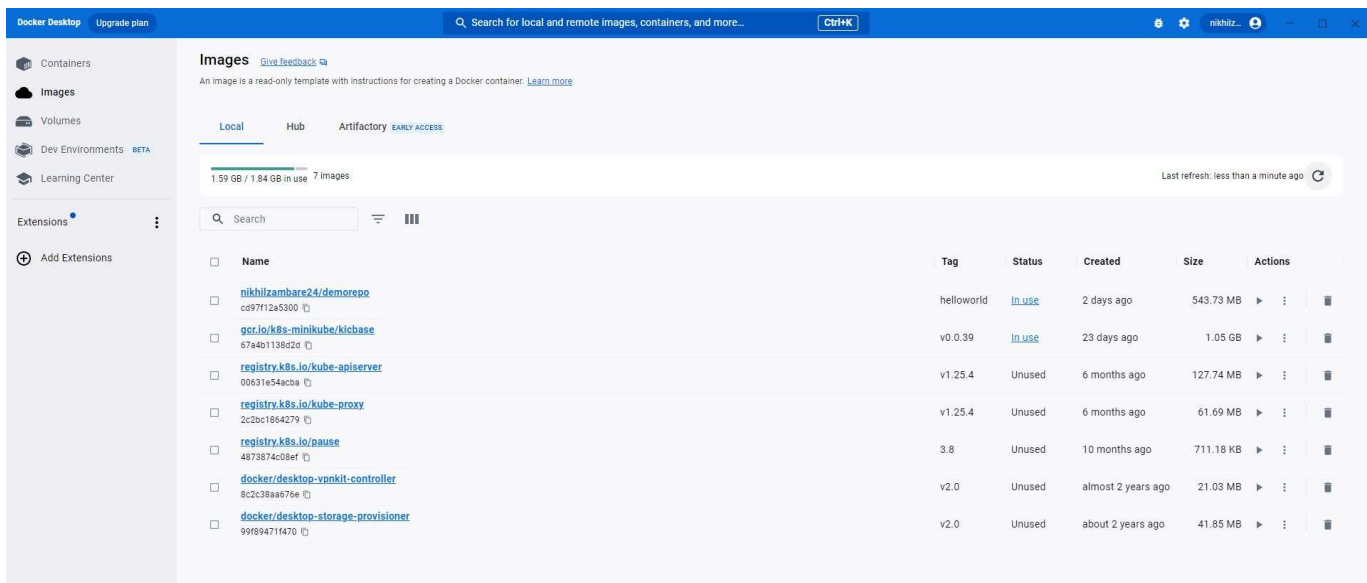 Docker Desktop Upgrade plan Search for local and remote images, containers, and more... Ctrl+K nikhilz...
Containers
Images
Volumes
Dev Environments BETA
Learning Center
Extensions
Add Extensions
Images Give feedback
An image is a read-only template with instructions for creating a Docker container. Learn more
Local Hub Artifactory EARLY ACCESS
1.59 GB / 1.84 GB in use 7 images Last refresh: less than a minute ago
Search
Name Tag Status Created Size Actions
nikhilzambare24/demorepo helloworld In use 2 days ago 543.73 MB
cd97f12a5300
gcr.io/k8s-minikube/kicbase v0.0.39 In use 23 days ago 1.05 GB
67a4b1138d2d
registry.k8s.io/kube-apiserver v1.25.4 Unused 6 months ago 127.74 MB
00631e54acba
registry.k8s.io/kube-proxy v1.25.4 Unused 6 months ago 61.69 MB
2c2bc1864279
registry.k8s.io/pause 3.8 Unused 10 months ago 711.18 KB
4873874c08ef
docker/desktop-vpnkit-controller v2.0 Unused almost 2 years ago 21.03 MB
8c2c38aa676e
docker/desktop-storage-provisioner v2.0 Unused about 2 years ago 41.85 MB
99f89471f470